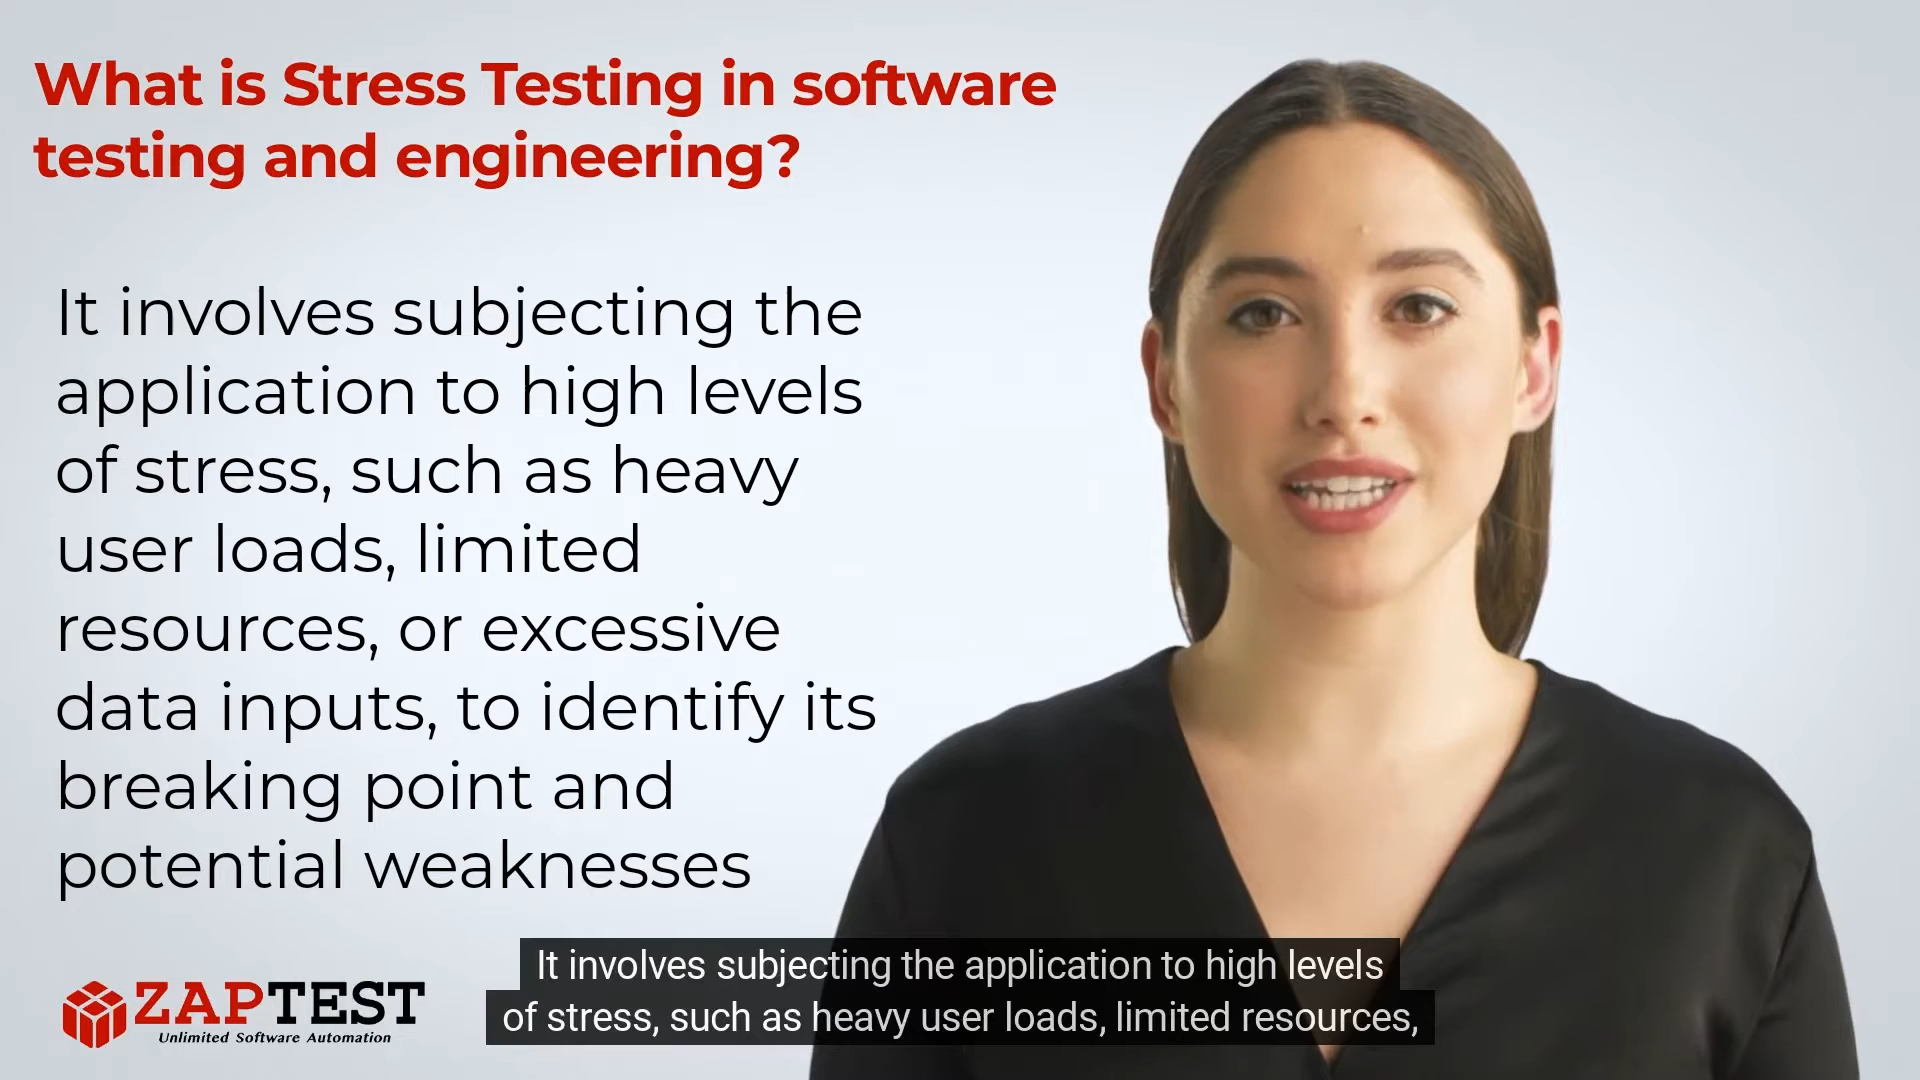 What is Stress Testing in software
testing and engineering?
It involves subjecting the
application to high levels
of stress, such as heavy
user loads, limited
resources, or excessive
data inputs, to identify its
breaking point and
potential weaknesses
ZAPTEST
Unlimited Software Automation
It involves subjecting the application to high levels
of stress, such as heavy user loads, limited resources,